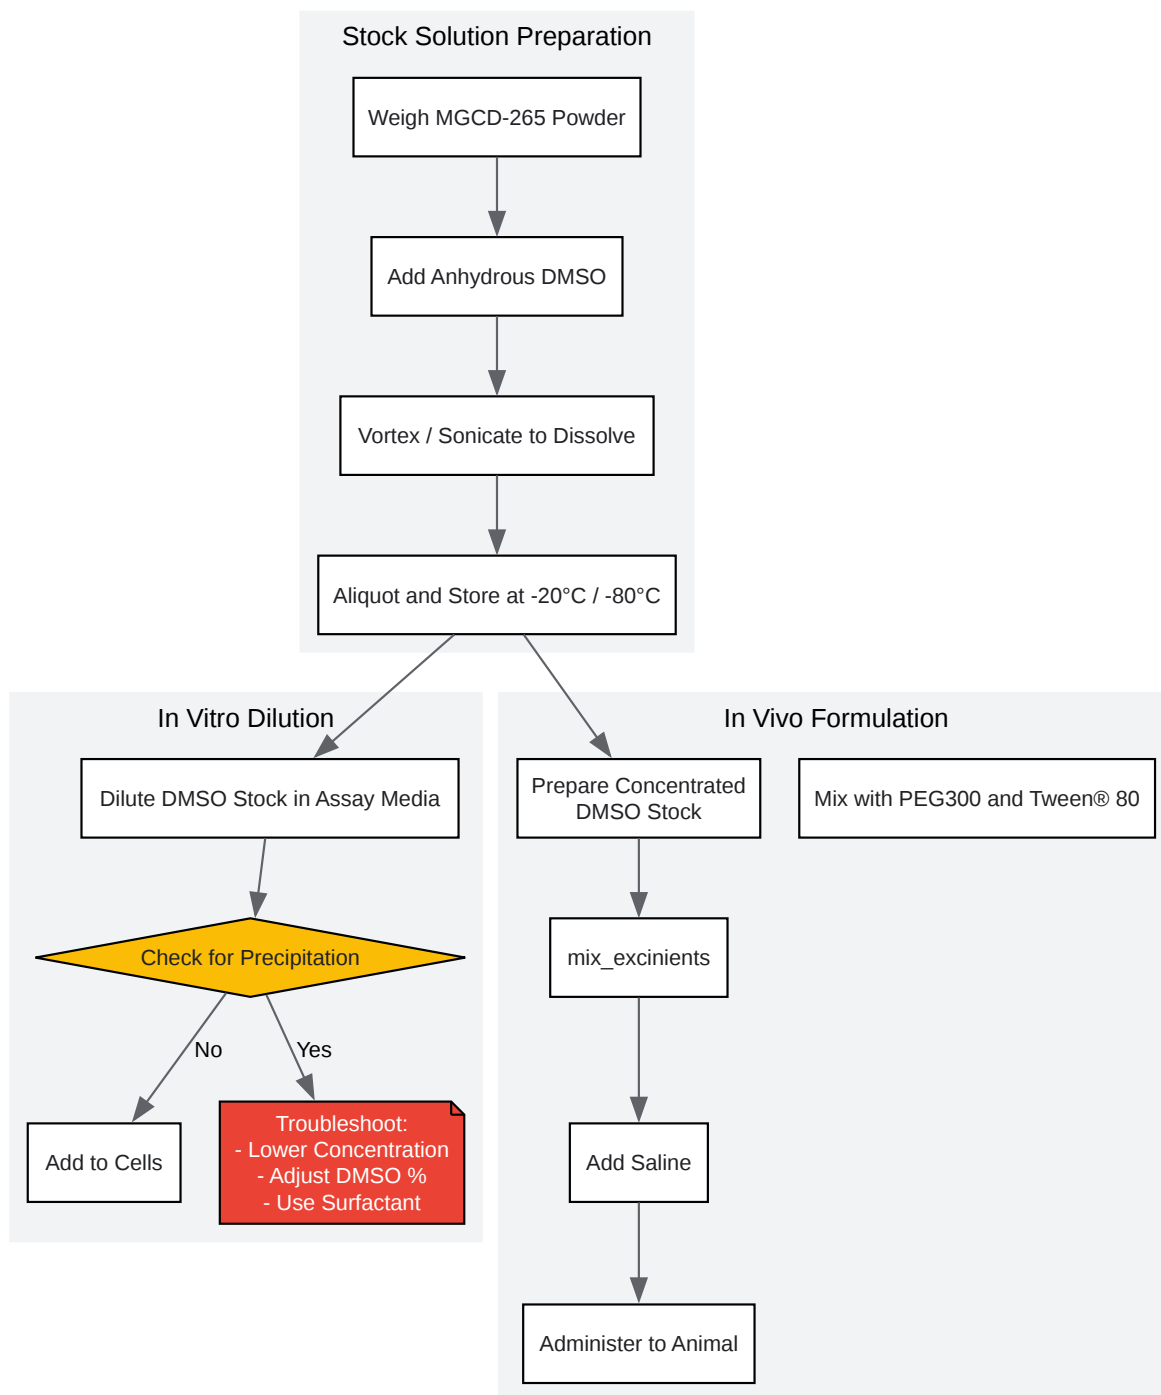 Stock Solution Preparation
Weigh MGCD-265 Powder
Add Anhydrous DMSO
Vortex / Sonicate to Dissolve
Aliquot and Store at -20°C / -80°C
In Vitro Dilution
Dilute DMSO Stock in Assay Media
Check for Precipitation
No
Yes
Add to Cells
Troubleshoot:
- Lower Concentration
- Adjust DMSO %
- Use Surfactant
In Vivo Formulation
Prepare Concentrated
DMSO Stock
Mix with PEG300 and Tween® 80
mix_excinients
Add Saline
Administer to Animal